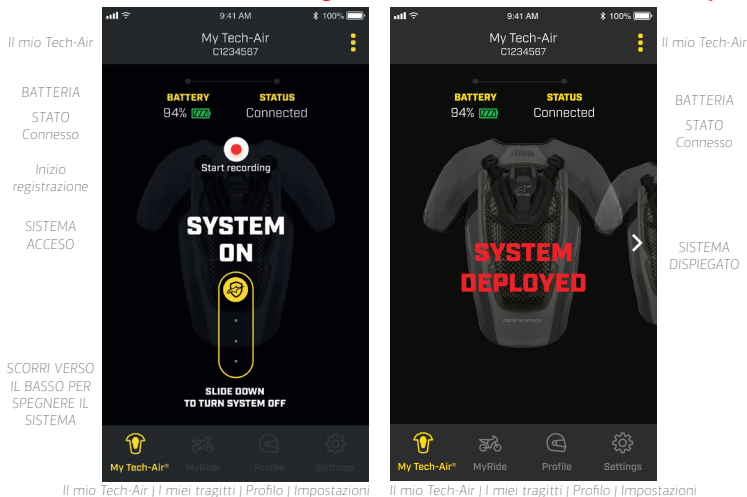 Il mio Tech-Air
BATTERIA
STATO
Connesso
Inizio
registrazione
SISTEMA
ACCESO
SCORRI VERSO
IL BASSO PER
SPEGNERE IL
SISTEMA
9:41 AM
100%
My Tech-Air
C1234567
BATTERY
94%
STATUS
Connected
Start recording
SYSTEM
ON
SLIDE DOWN
TO TURN SYSTEM OFF
My Tech-Air®
MyRide
Profile
Settings
Il mio Tech-Air | I miei tragitti | Profilo | Impostazioni
9:41 AM
100%
My Tech-Air
C1234567
BATTERY
94%
STATUS
Connected
SYSTEM
DEPLOYED
My Tech-Air®
MyRide
Profile
Settings
Il mio Tech-Air | I miei tragitti | Profilo | Impostazioni
Il mio Tech-Air
BATTERIA
STATO
Connesso
SISTEMA
DISPIEGATO